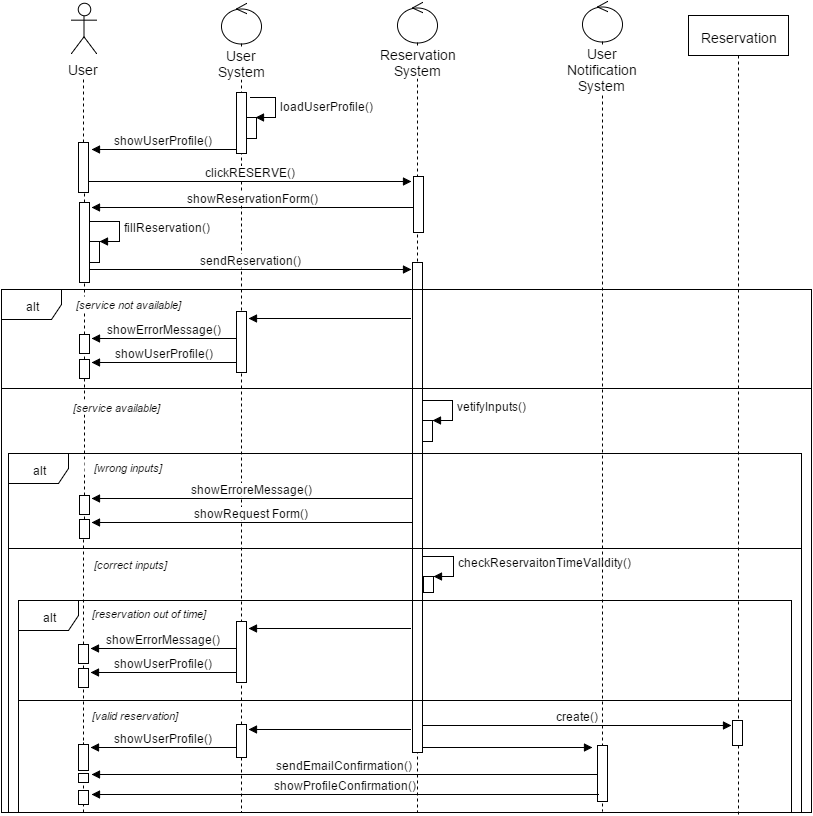 User
User
System
Reservation
System
User
Notification
System
Reservation
loadUserProfile()
showUserProfile()
clickRESERVE()
showReservationForm()
fillReservation()
sendReservation()
alt
[service not available]
showErrorMessage()
showUserProfile()
[service available]
vetifyInputs()
alt
[wrong inputs]
showErroreMessage()
showRequest Form()
[correct inputs]
checkReservaitonTimeValidity()
alt
[reservation out of time]
showErrorMessage()
showUserProfile()
[valid reservation]
create()
showUserProfile()
sendEmailConfirmation()
showProfileConfirmation()